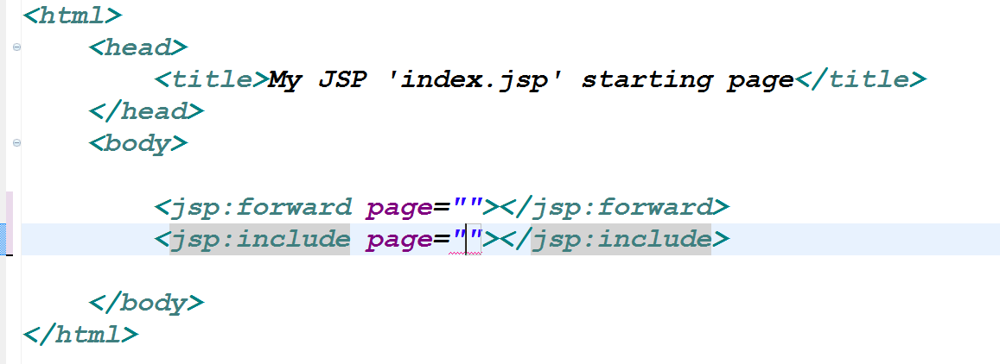 <html>
<head>
<title>My JSP 'index.jsp' starting page</title>
</head>
<body>
<jsp:forward page=""></jsp:forward>
<jsp:include page=""></jsp:include>
</body>
</html>